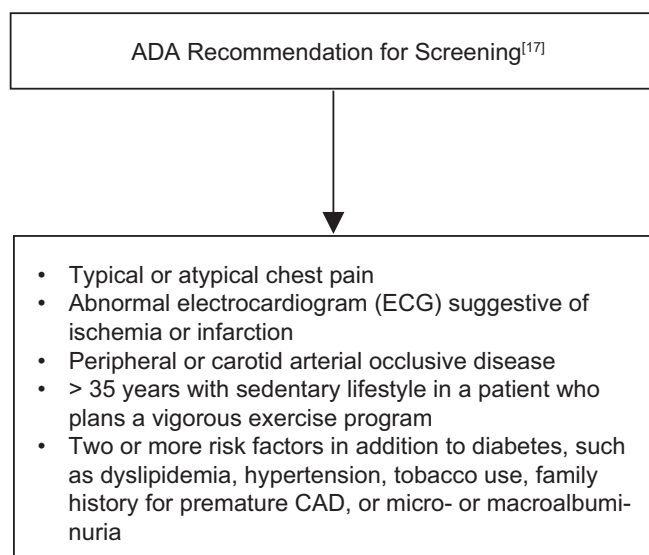 ADA Recommendation for Screening[17]
• Typical or atypical chest pain
• Abnormal electrocardiogram (ECG) suggestive of
ischemia or infarction
• Peripheral or carotid arterial occlusive disease
• > 35 years with sedentary lifestyle in a patient who
plans a vigorous exercise program
• Two or more risk factors in addition to diabetes, such
as dyslipidemia, hypertension, tobacco use, family
history for premature CAD, or micro- or macroalbumi-
nuria